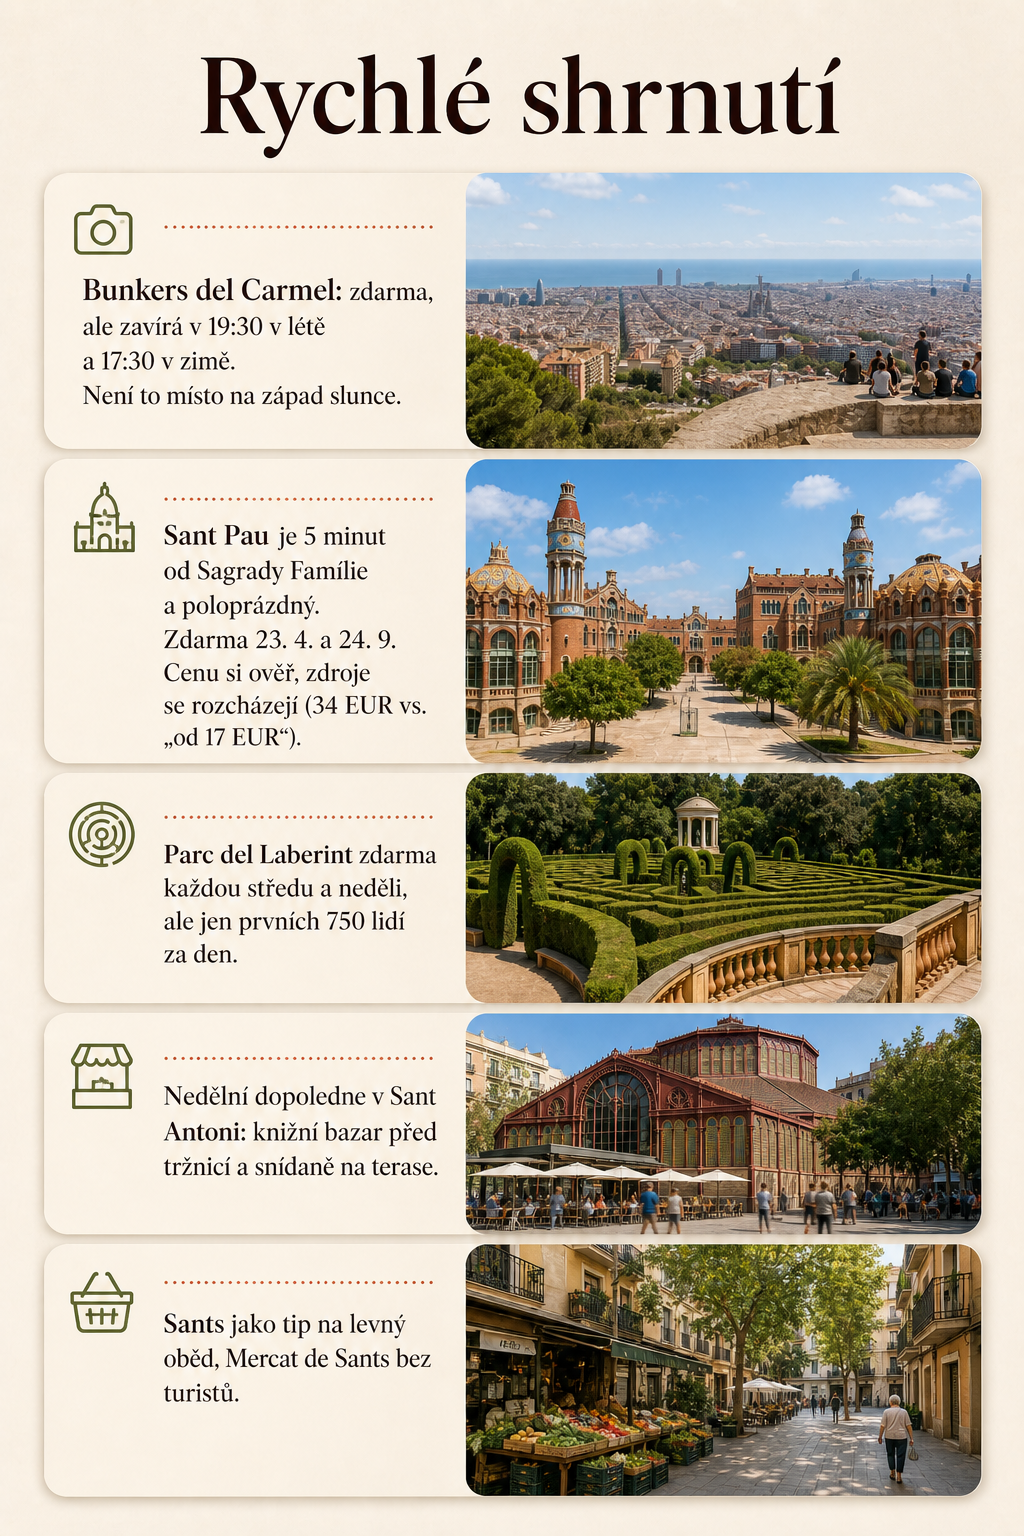 Rychlé shrnutí
Bunkers del Carmel: zdarma,
ale zavírá v 19:30 v létě
a 17:30 v zimě.
Není to místo na západ slunce.
Sant Pau je 5 minut
od Sagrady Famílie
a poloprázdný.
Zdarma 23. 4. a 24. 9.
Cenu si ověř, zdroje
se rozcházejí (34 EUR vs.
„od 17 EUR“).
Parc del Laberint zdarma
každou středu a neděli,
ale jen prvních 750 lidí
za den.
Nedělní dopoledne v Sant
Antoni: knižní bazar před
tržnicí a snídaně na terase.
Sants jako tip na levný
oběd, Mercat de Sants bez
turistů.